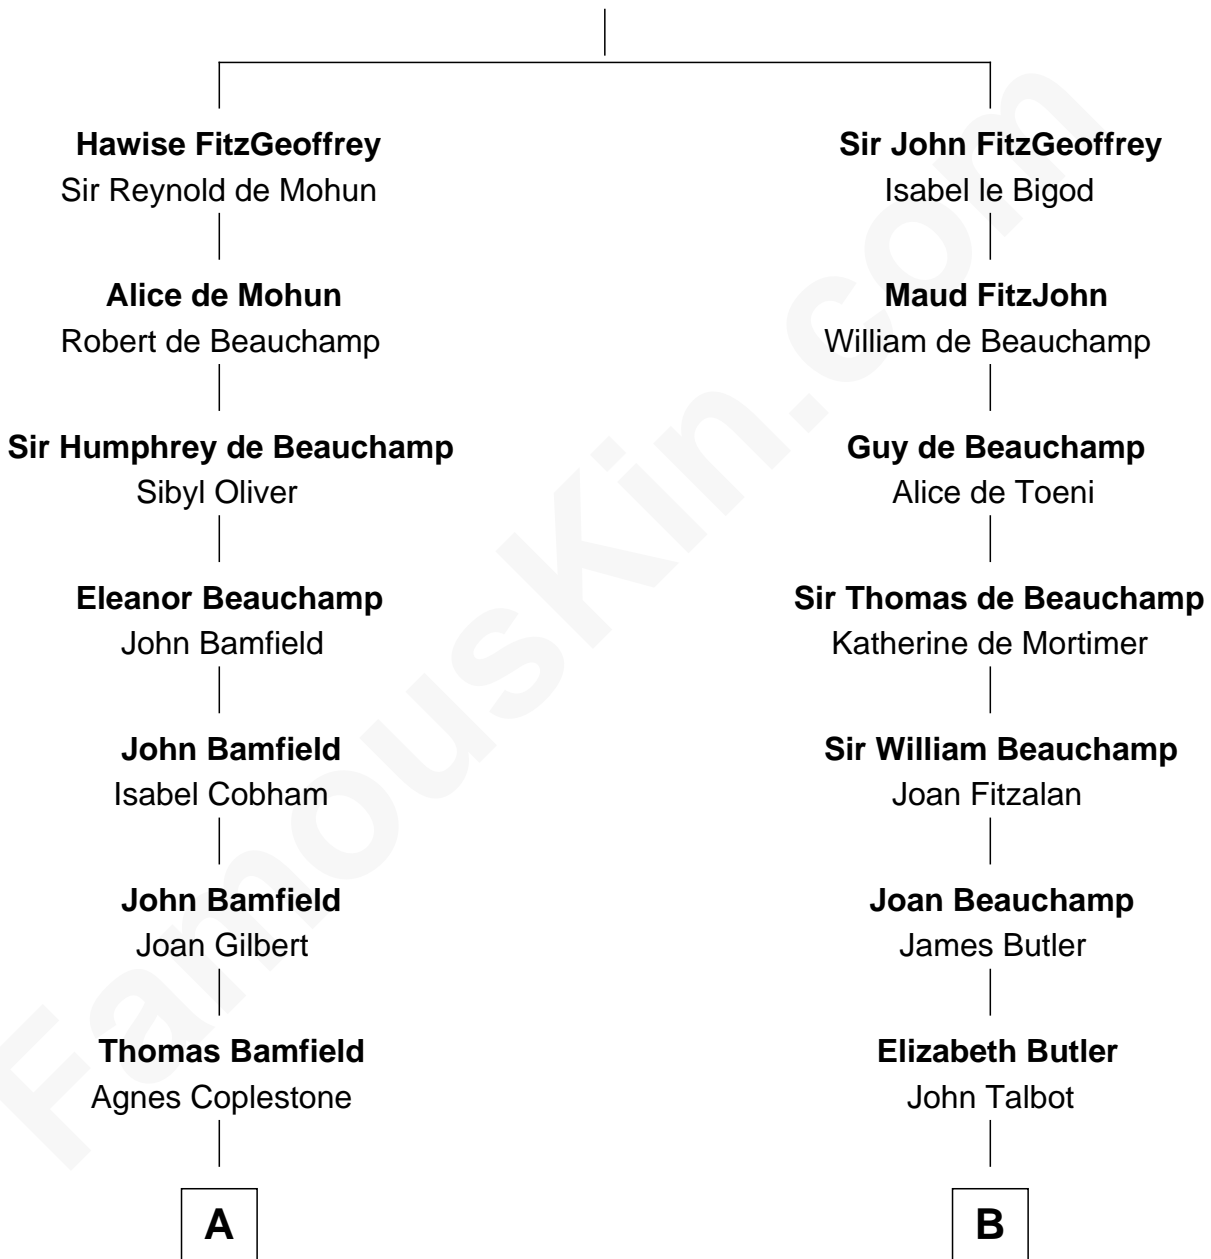 Hawise FitzGeoffrey
Sir Reynold de Mohun
Alice de Mohun
Robert de Beauchamp
Sir Humphrey de Beauchamp
Sibyl Oliver
Eleanor Beauchamp
John Bamfield
John Bamfield
Isabel Cobham
John Bamfield
Joan Gilbert
Thomas Bamfield
Agnes Coplestone
A
Sir John FitzGeoffrey
Isabel le Bigod
Maud FitzJohn
William de Beauchamp
Guy de Beauchamp
Alice de Toeni
Sir Thomas de Beauchamp
Katherine de Mortimer
Sir William Beauchamp
Joan Fitzalan
Joan Beauchamp
James Butler
Elizabeth Butler
John Talbot
B
FamousKin.com